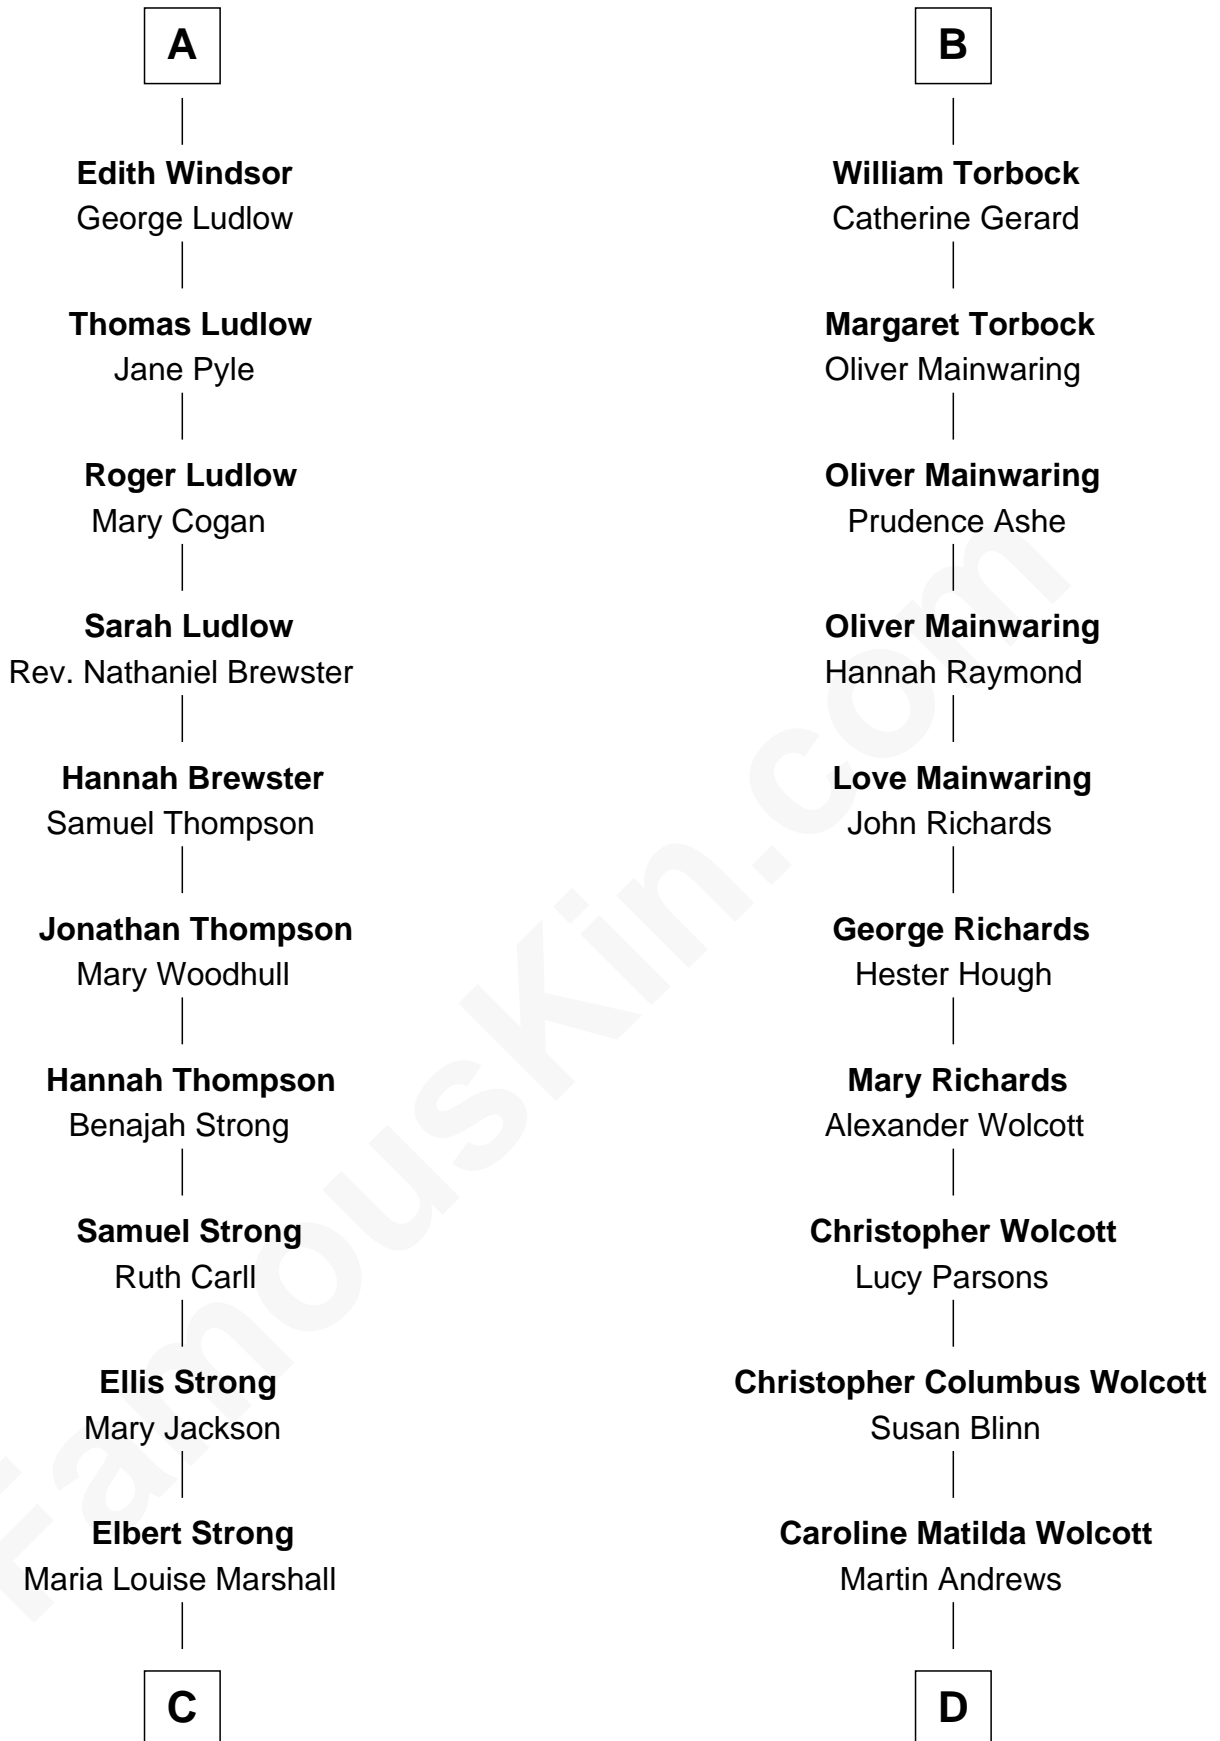 A
Edith Windsor
George Ludlow
Thomas Ludlow
Jane Pyle
Roger Ludlow
Mary Cogan
Sarah Ludlow
Rev. Nathaniel Brewster
Hannah Brewster
Samuel Thompson
Jonathan Thompson
Mary Woodhull
Hannah Thompson
Benajah Strong
Samuel Strong
Ruth Carll
Ellis Strong
Mary Jackson
Elbert Strong
Maria Louise Marshall
C
B
William Torbock
Catherine Gerard
Margaret Torbock
Oliver Mainwaring
Oliver Mainwaring
Prudence Ashe
Oliver Mainwaring
Hannah Raymond
Love Mainwaring
John Richards
George Richards
Hester Hough
Mary Richards
Alexander Wolcott
Christopher Wolcott
Lucy Parsons
Christopher Columbus Wolcott
Susan Blinn
Caroline Matilda Wolcott
Martin Andrews
D
FamousKin.com